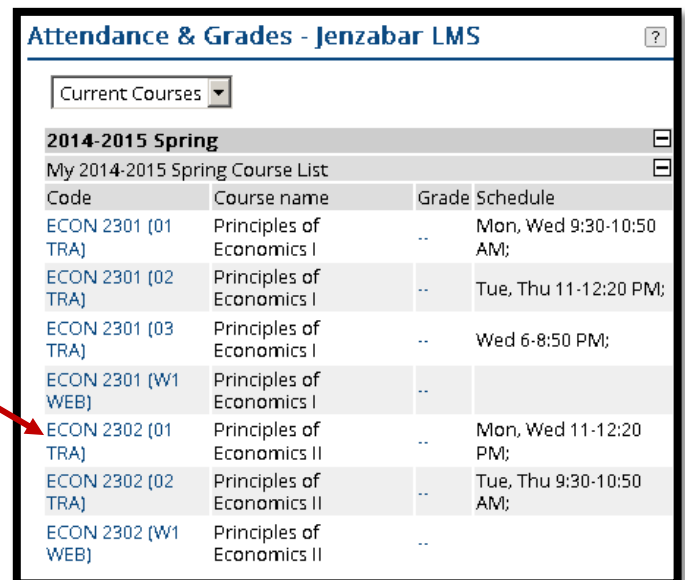 Attendance & Grades - Jenzabar LMS ?
Current Courses
2014-2015 Spring
My 2014-2015 Spring Course List
Code Course name Grade Schedule
ECON 2301 (01 Principles of Mon, Wed 9:30-10:50
TRA) Economics I -- AM;
ECON 2301 (02 Principles of
TRA) Economics I -- Tue, Thu 11-12:20 PM;
ECON 2301 (03 Principles of
TRA) Economics I -- Wed 6-8:50 PM;
ECON 2301 (W1 Principles of
WEB) Economics I --
ECON 2302 (01 Principles of Mon, Wed 11-12:20
TRA) Economics II -- PM;
ECON 2302 (02 Principles of Tue, Thu 9:30-10:50
TRA) Economics II -- AM;
ECON 2302 (W1 Principles of
WEB) Economics II --